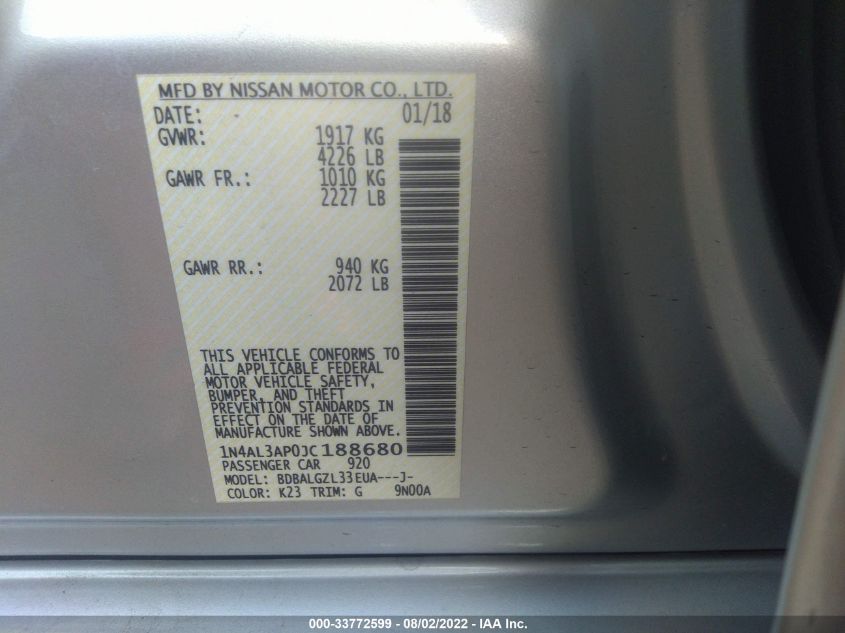 MFD BY NISSAN MOTOR CO., LTD.
DATE: 01/18
GVWR: 1917 KG
4226 LB
GAWR FR.: 1010 KG
2227 LB
GAWR RR.: 940 KG
2072 LB
THIS VEHICLE CONFORMS TO
ALL APPLICABLE FEDERAL
MOTOR VEHICLE SAFETY,
BUMPER, AND THEFT
PREVENTION STANDARDS IN
EFFECT ON THE DATE OF
MANUFACTURE SHOWN ABOVE.
1N4AL3AP0JC188680
PASSENGER CAR 920
MODEL: BDBALGZL33EUA---J-
COLOR: K23 TRIM: G 9N00A
000-33772599 - 08/02/2022 - IAA Inc.